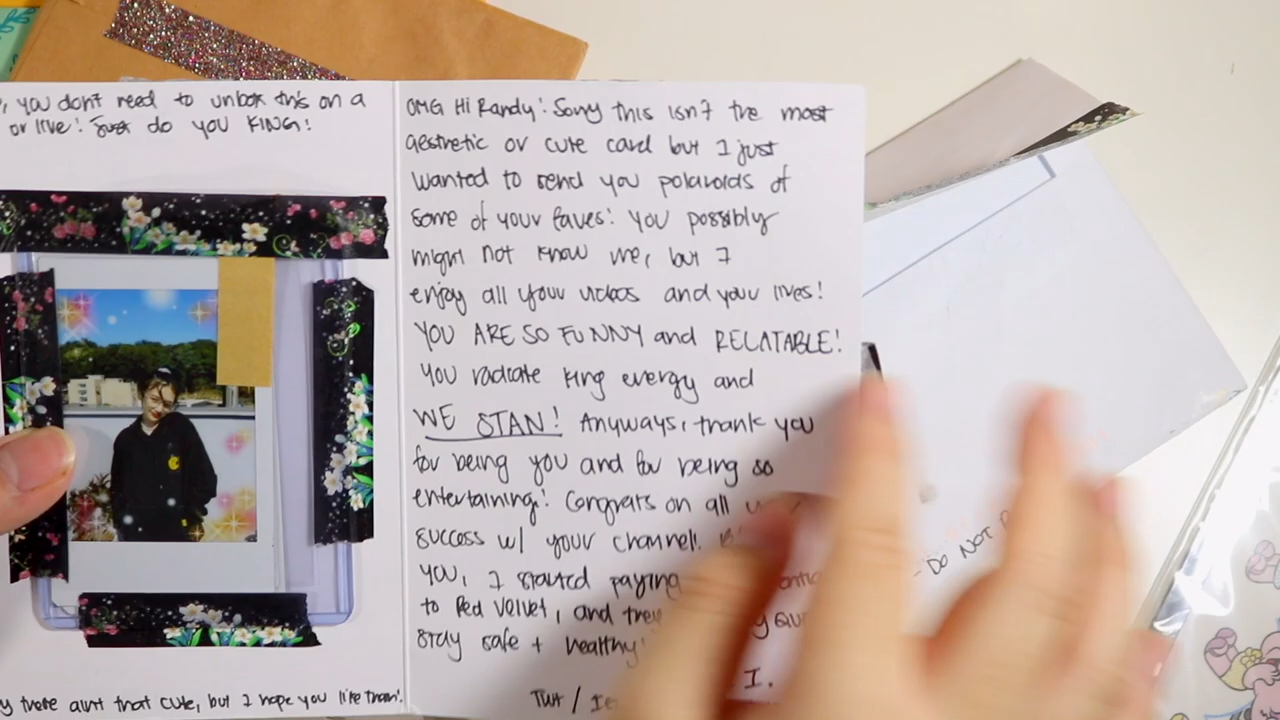 you don't need to unbox this on a
or live! Just do you KING!
y there aint that cute, but I hope you like them!
OMG Hi Randy! Sorry this isn't the most
aesthetic or cute card but I just
wanted to send you polaroids of
some of your faves! You possibly
might not know me, but I
enjoy all your videos and your lives!
YOU ARE SO FUNNY and RELATABLE!
You radiate king energy and
WE STAN! Anyways, thank you
for being you and for being so
entertaining! Congrats on all
success w/ your channel!
you, I started paying
to Red Velvet, and they
stay safe + healthy!
I.
Twt /
- DO NOT